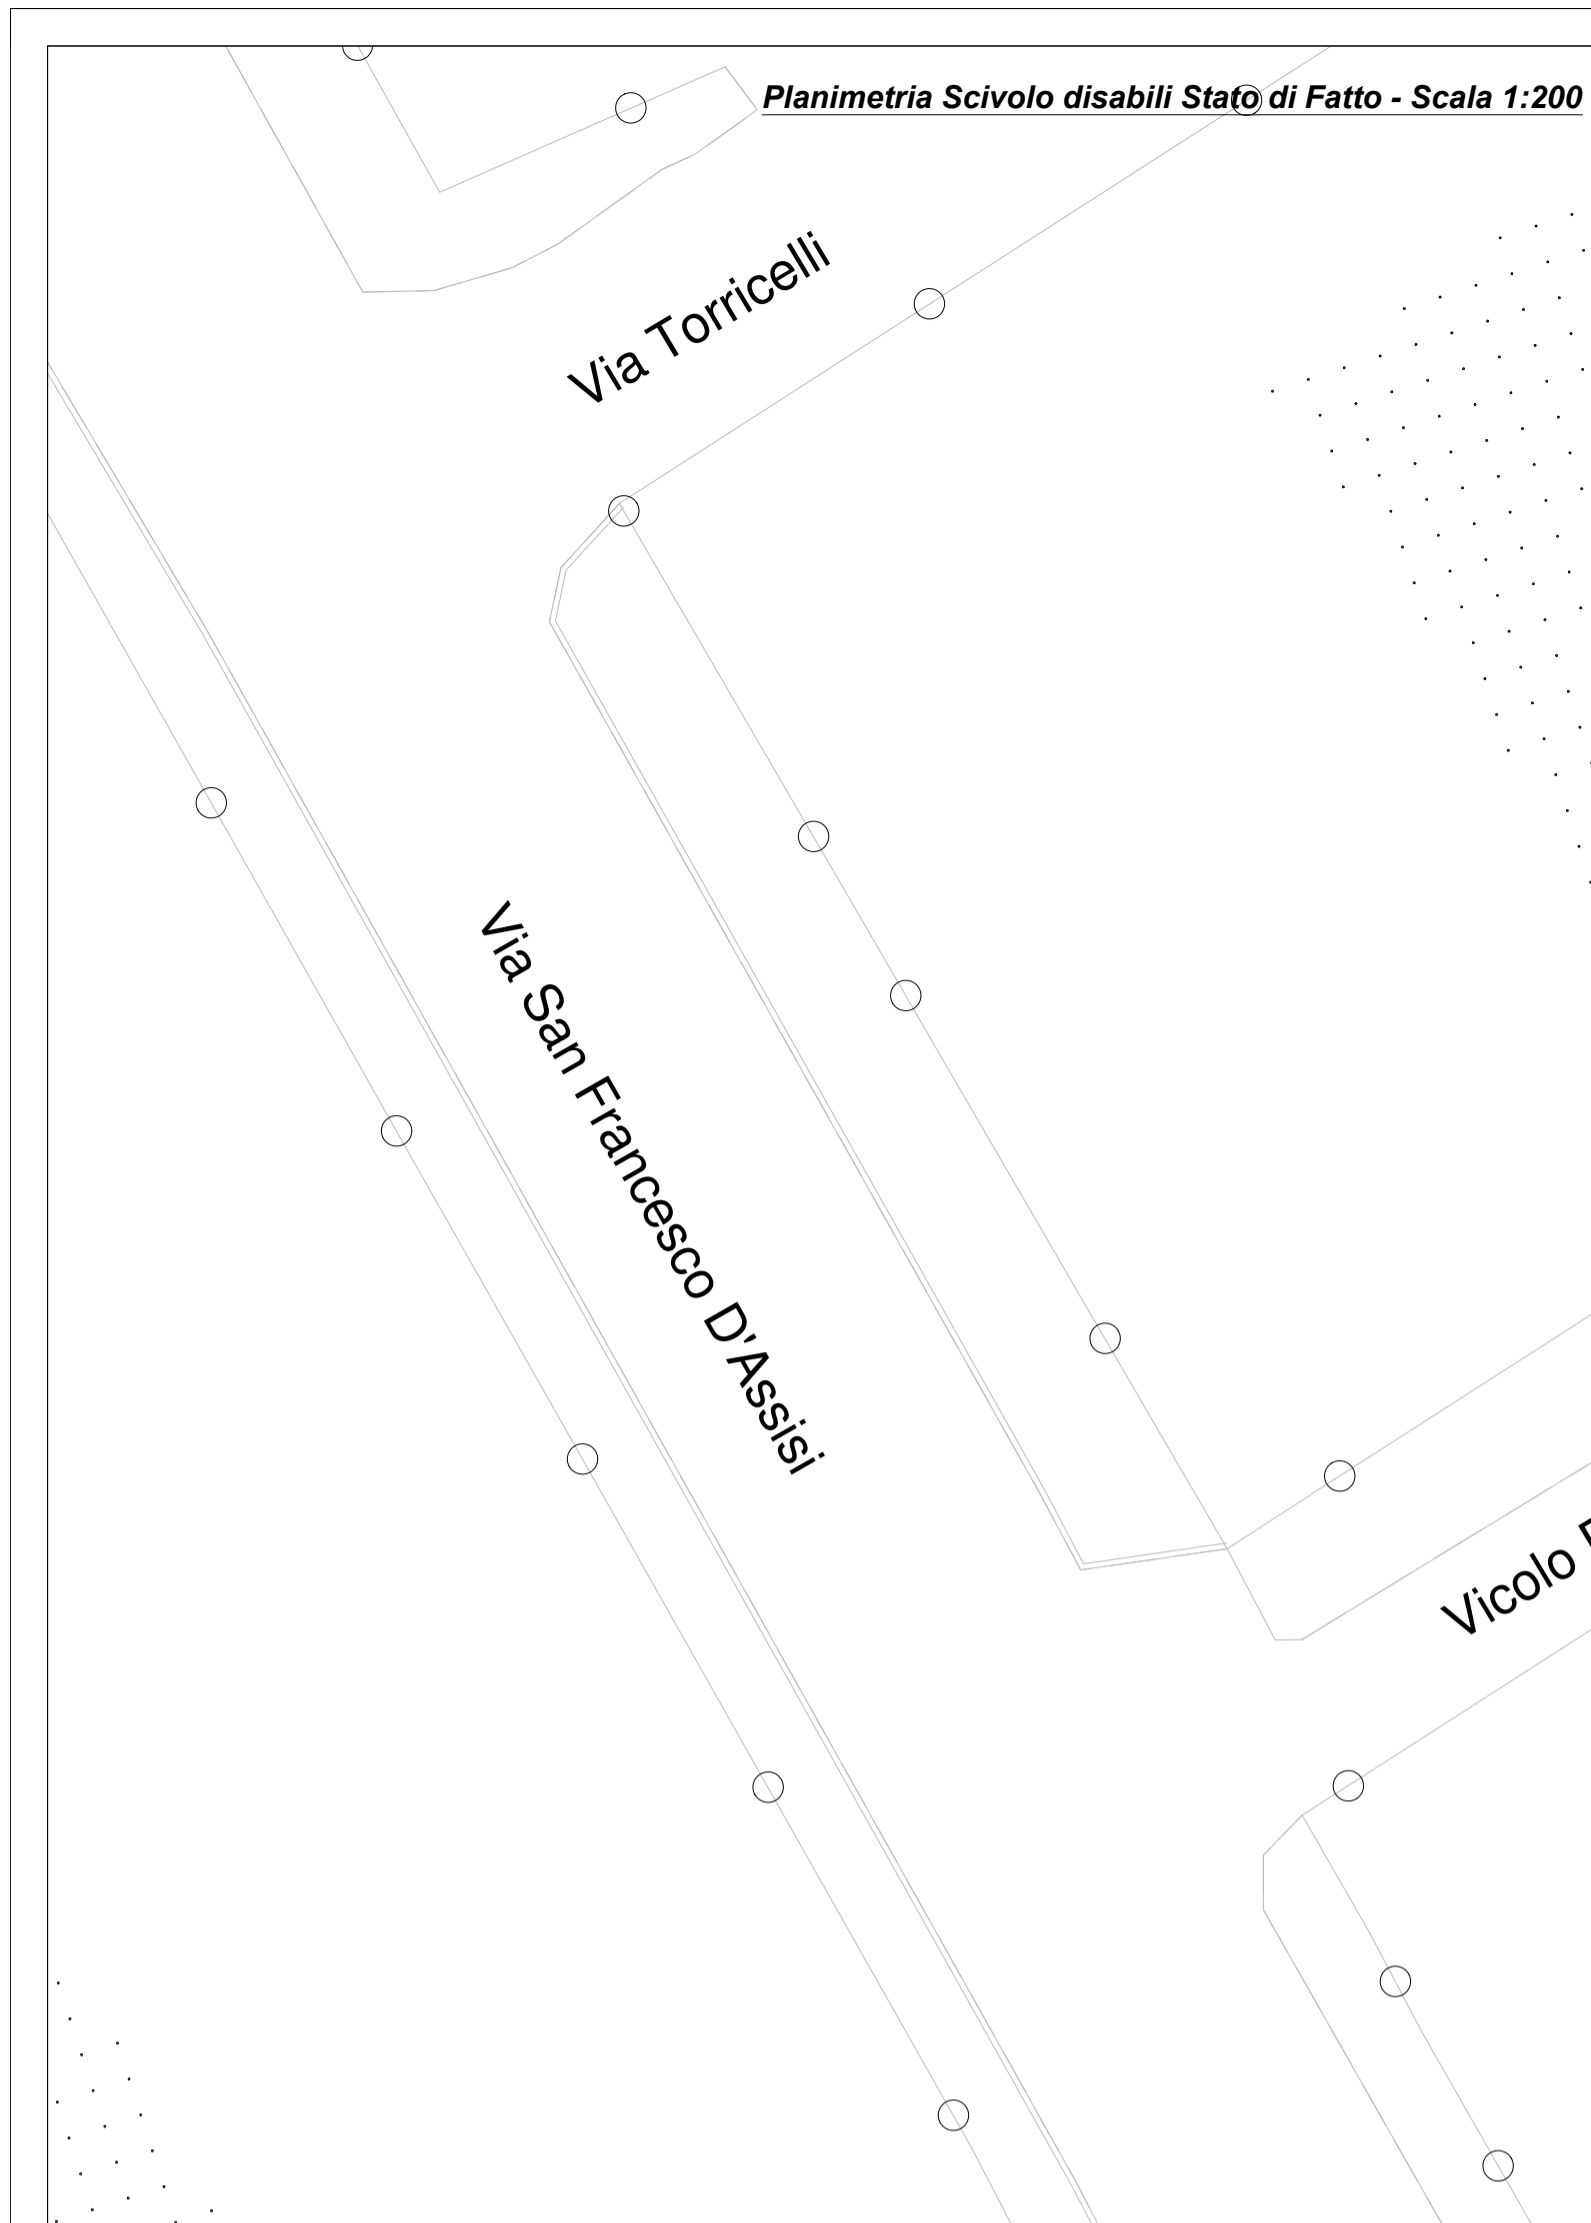 Planimetria Scivolo disabili Stato di Fatto - Scala 1:200
Via Torricelli
Via San Francesco D'Assisi
Vicolo